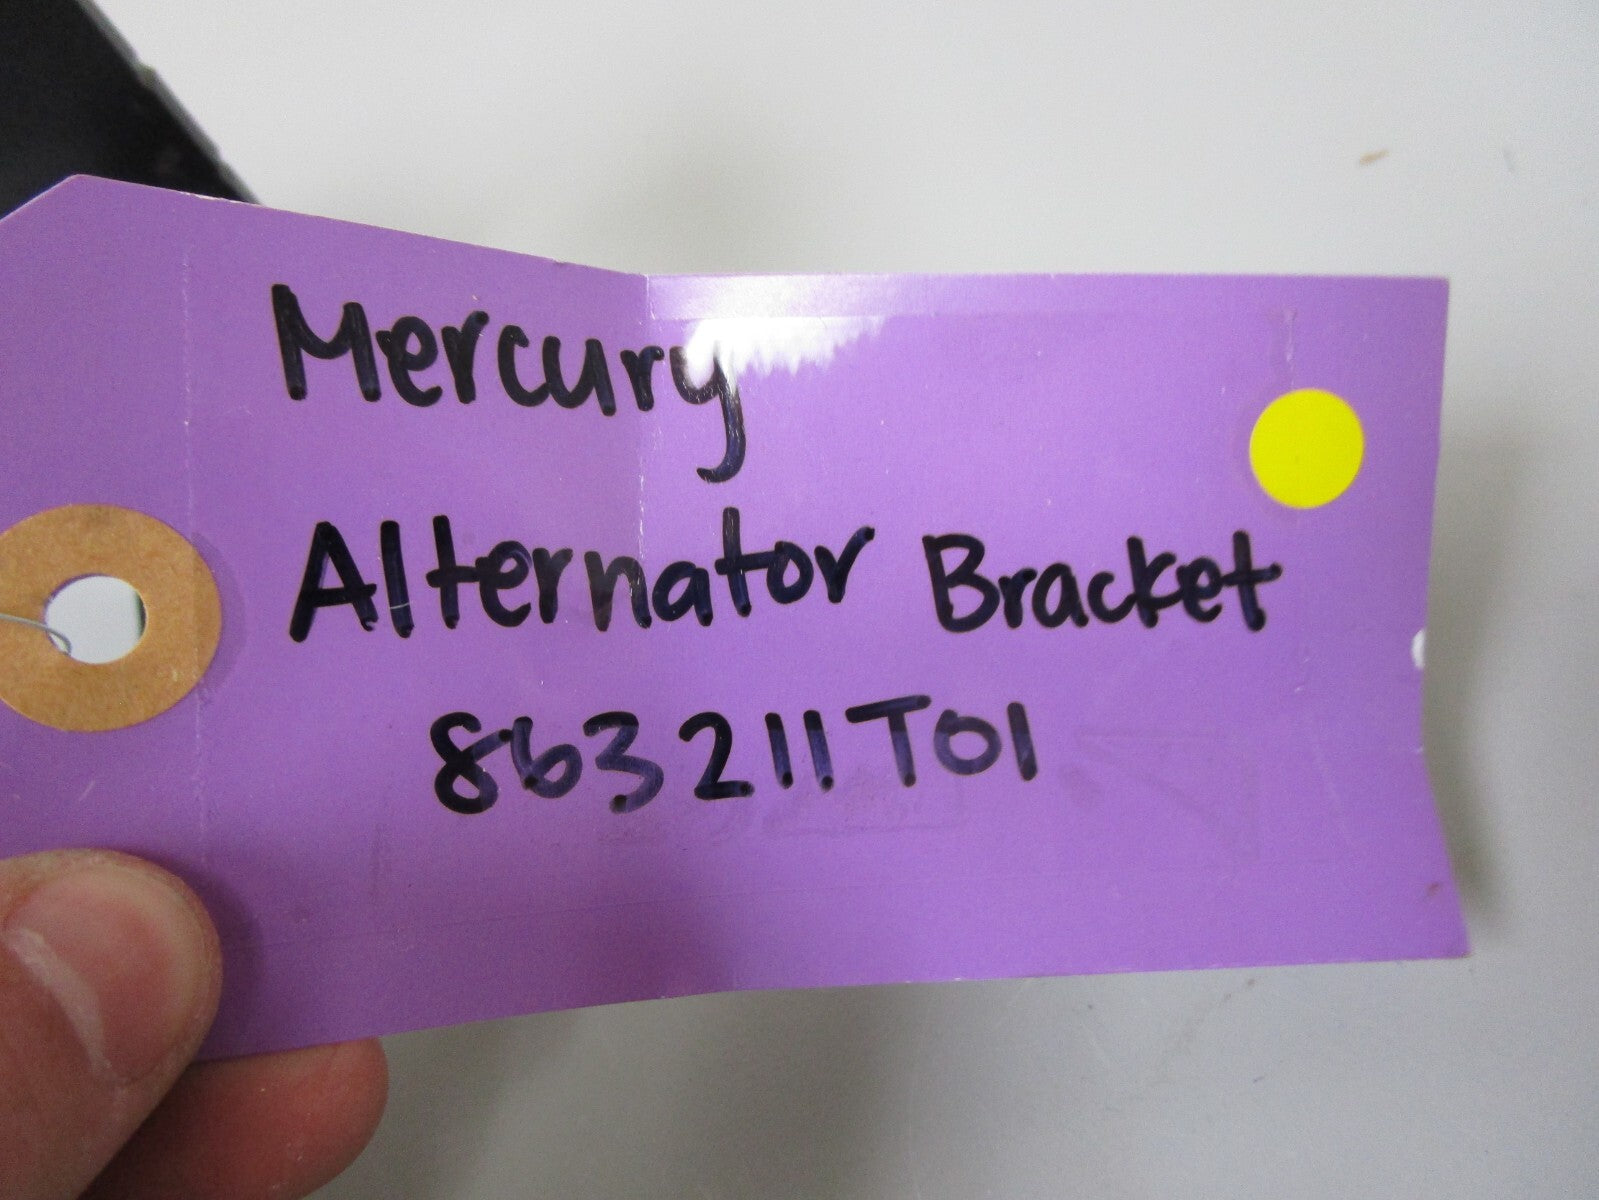 Mercury
Alternator Bracket
863211T01